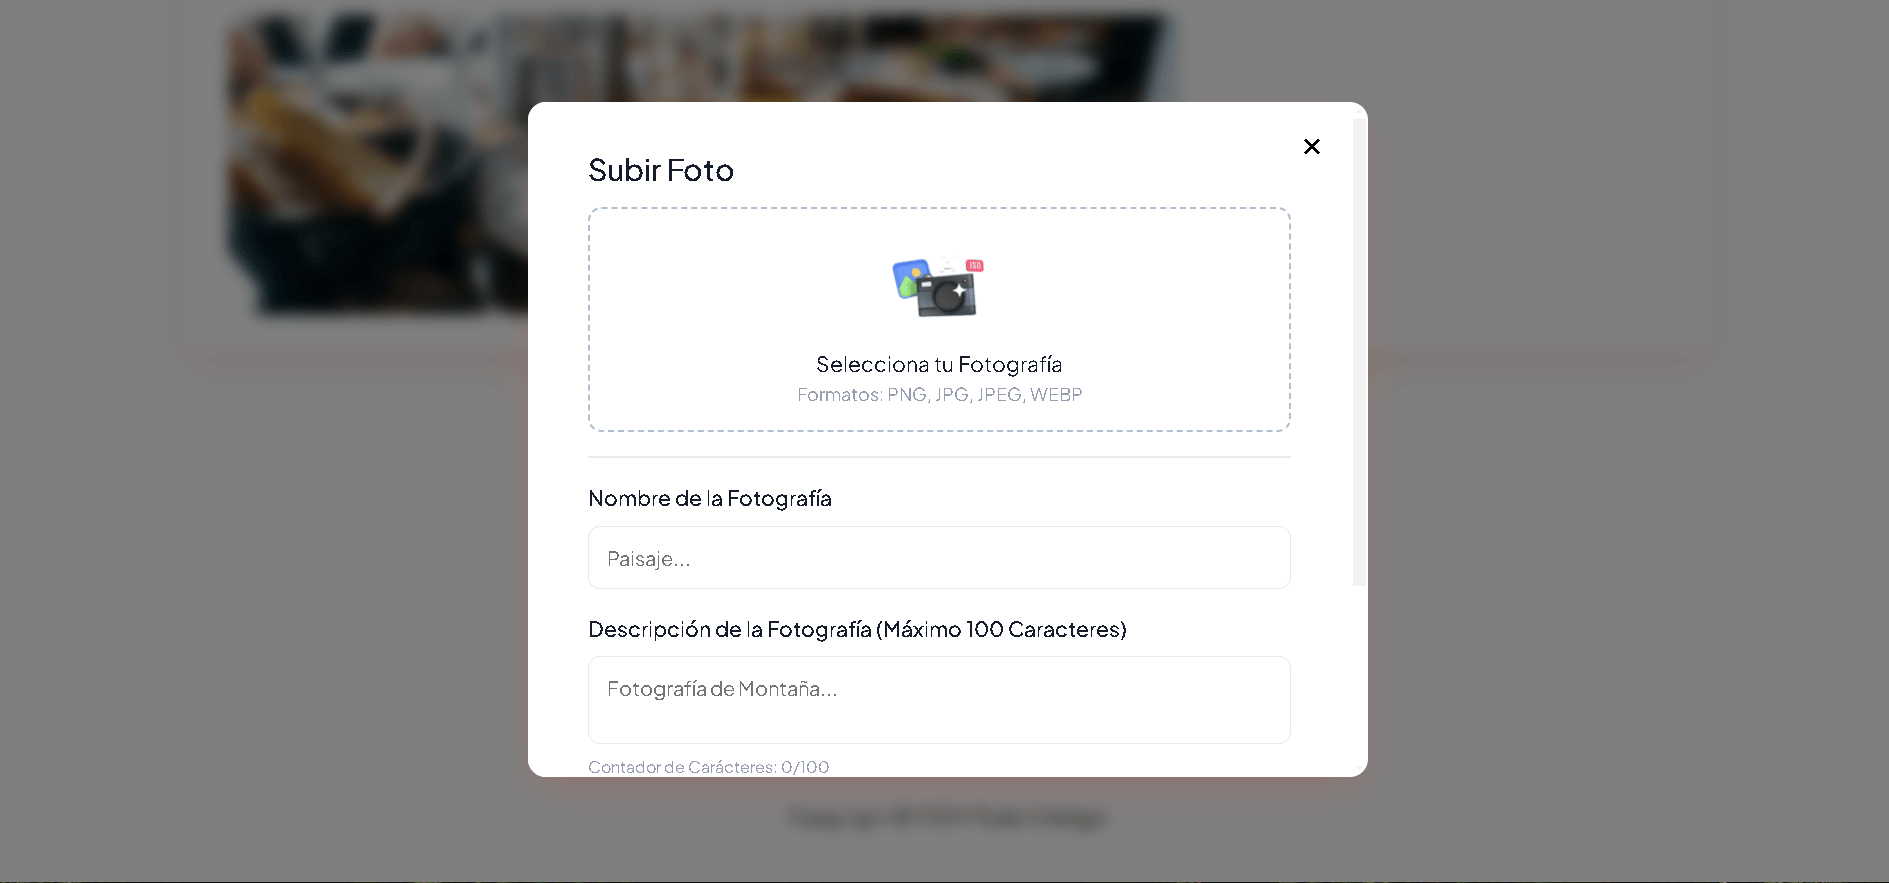 Subir Foto
ISO
Selecciona tu Fotografía
Formatos: PNG, JPG, JPEG, WEBP
Nombre de la Fotografía
Paisaje...
Descripción de la Fotografía (Máximo 100 Caracteres)
Fotografía de Montaña...
Contador de Carácteres: 0/100